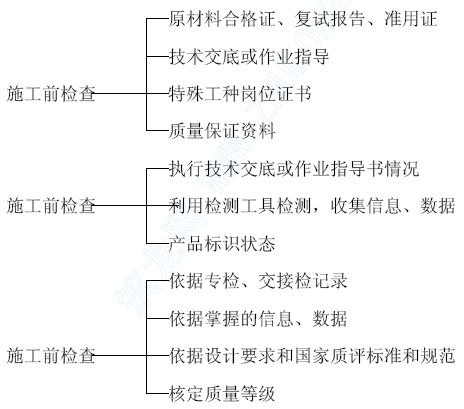 原材料合格证、复试报告、准用证
技术交底或作业指导
施工前检查
特殊工种岗位证书
质量保证资料
执行技术交底或作业指导书情况
施工前检查
利用检测工具检测，收集信息、数据
产品标识状态
依据专检、交接检记录
依据掌握的信息、数据
施工前检查
依据设计要求和国家质评标准和规范
核定质量等级